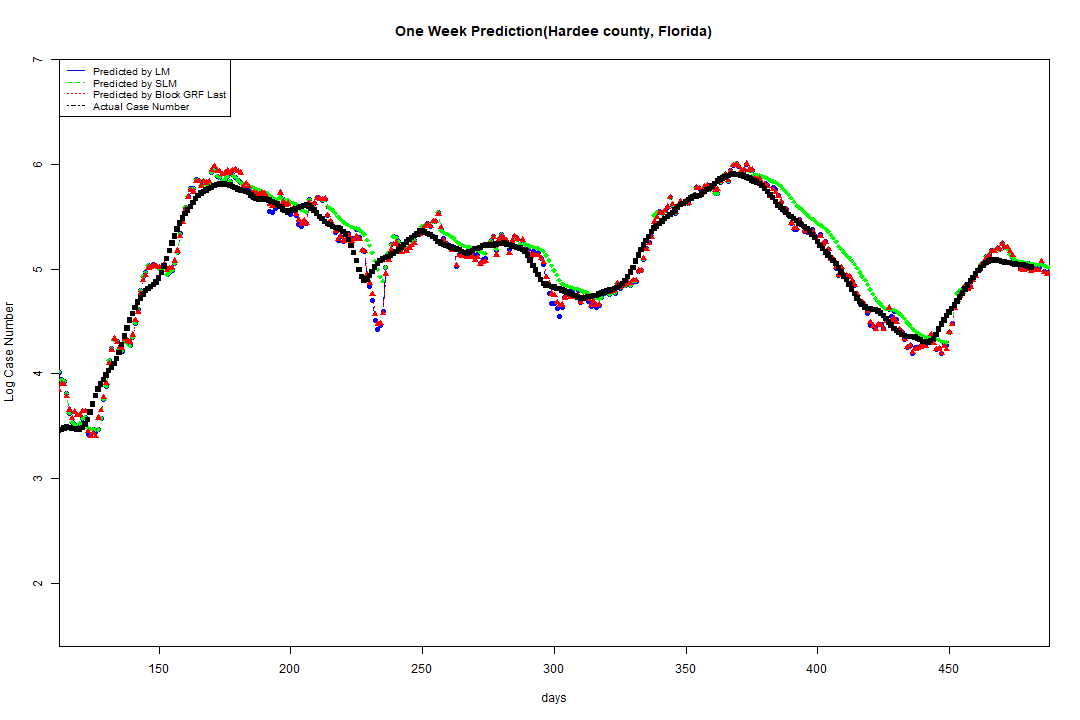 One Week Prediction(Hardee county, Florida)
7
Predicted by LM
Predicted by SLM
Predicted by Block GRF Last
Actual Case Number
6
5
4
3
2
Log Case Number
150 200 250 300 350 400 450
days